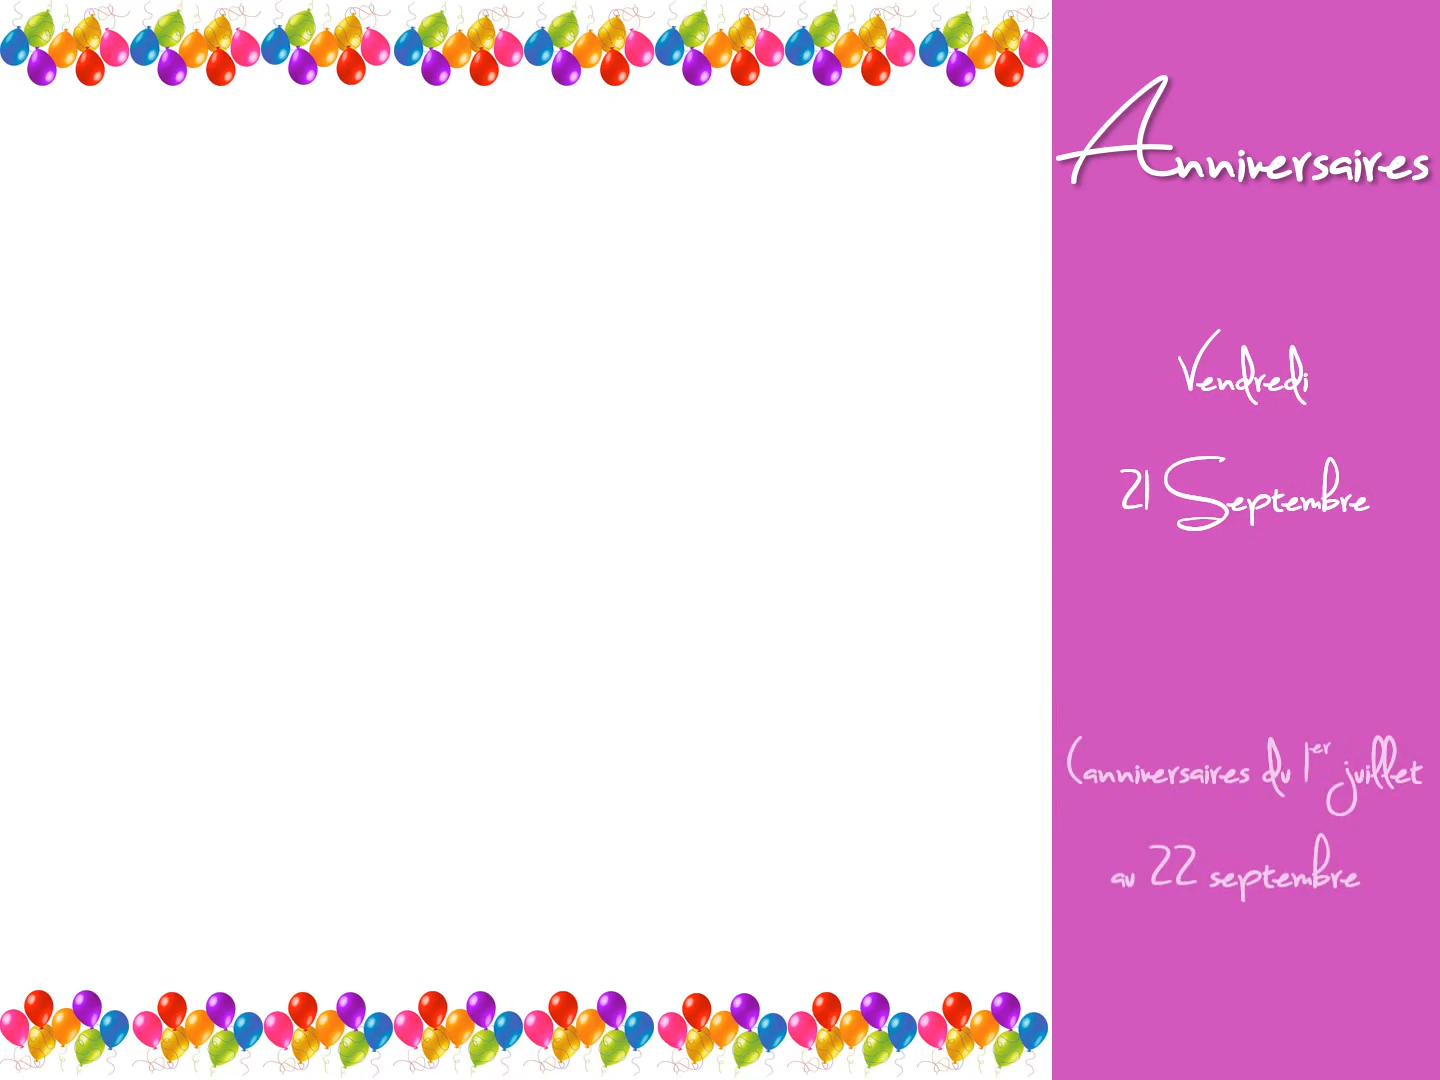 Anniversaires
Vendredi
21 Septembre
(anniversaires du 1er juillet
au 22 septembre